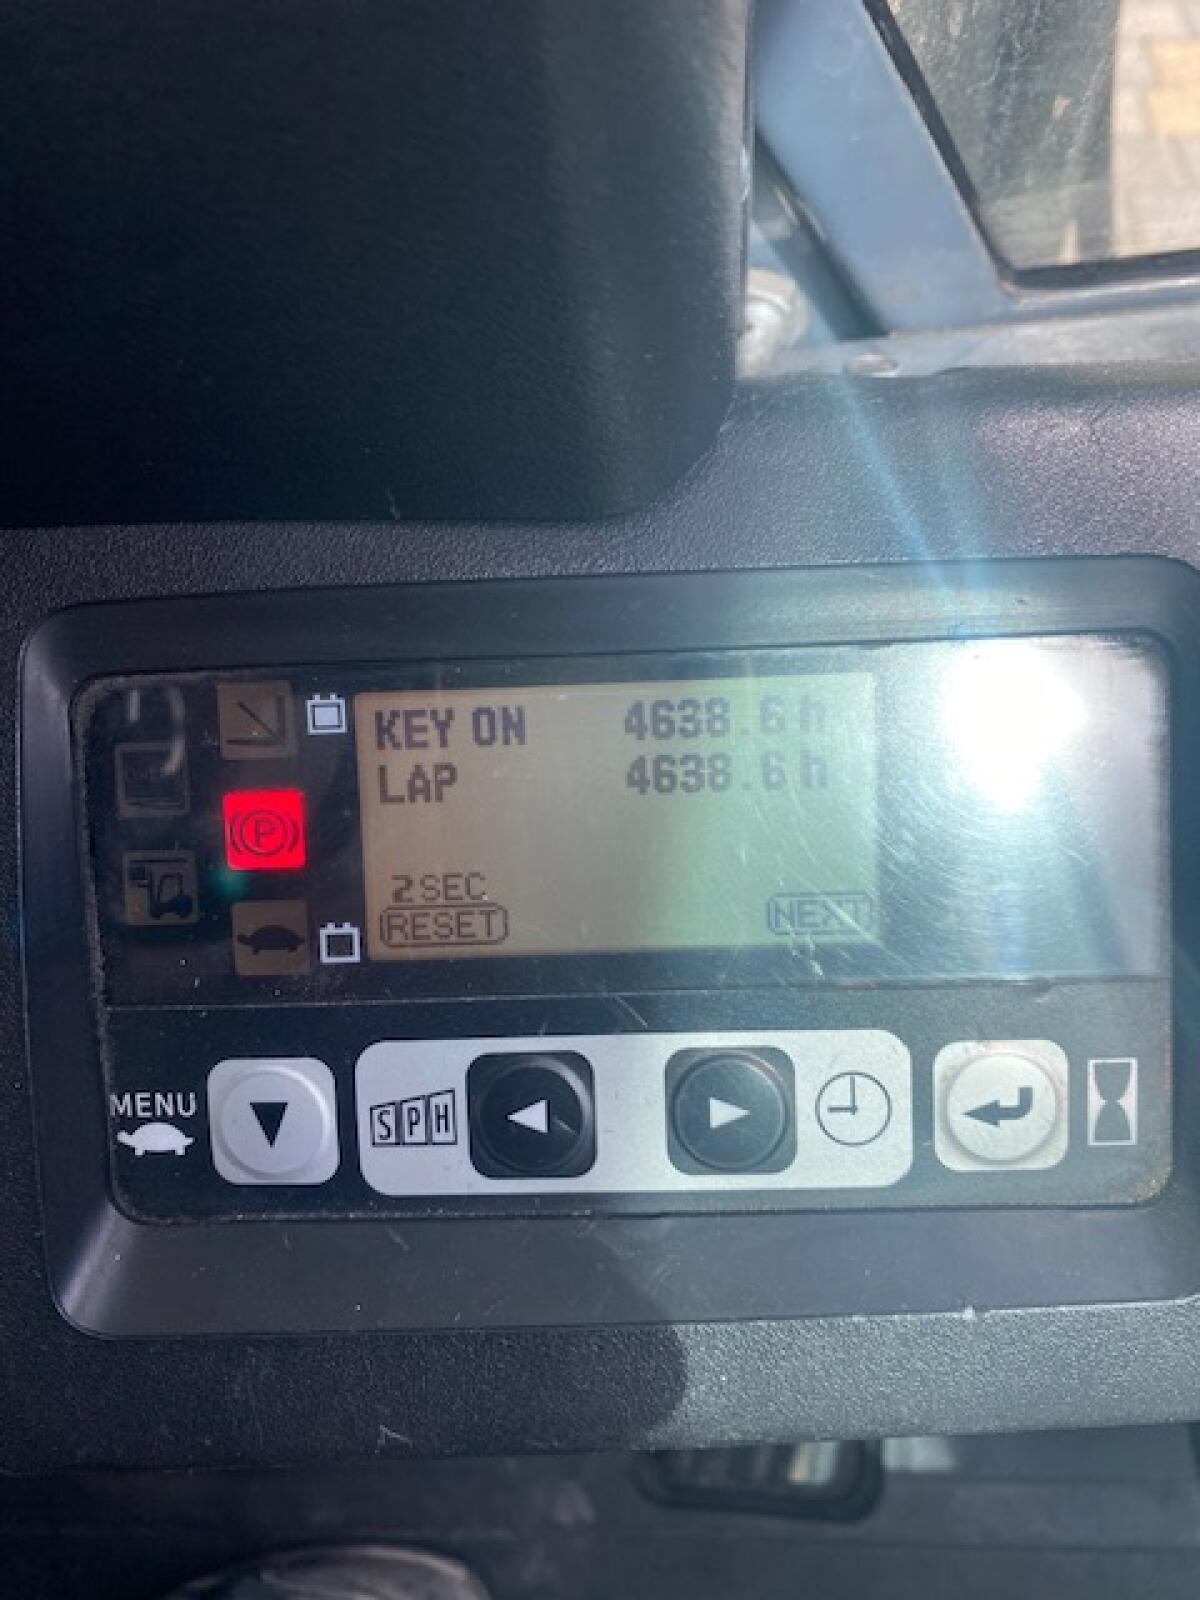 KEY ON 4638.6 h
LAP 4638.6 h
2 SEC
RESET NEXT
P
MENU
SPH